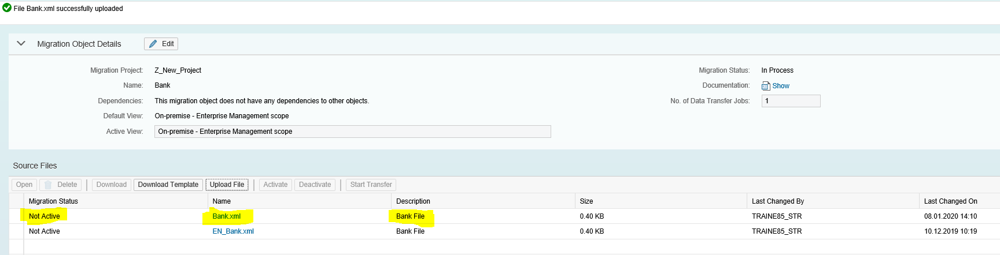 File Bank.xml successfully uploaded
Migration Object Details Edit
Migration Project: Z_New_Project Migration Status: In Process
Name: Bank Documentation: Show
Dependencies: This migration object does not have any dependencies to other objects. No. of Data Transfer Jobs: 1
Default View: On-premise - Enterprise Management scope
Active View: On-premise - Enterprise Management scope
Source Files
Open Delete Download Download Template Upload File Activate Deactivate Start Transfer
Migration Status Name Description Size Last Changed By Last Changed On
Not Active Bank.xml Bank File 0.40 KB TRAINE85_STR 08.01.2020 14:10
Not Active EN_Bank.xml Bank File 0.40 KB TRAINE85_STR 10.12.2019 10:19